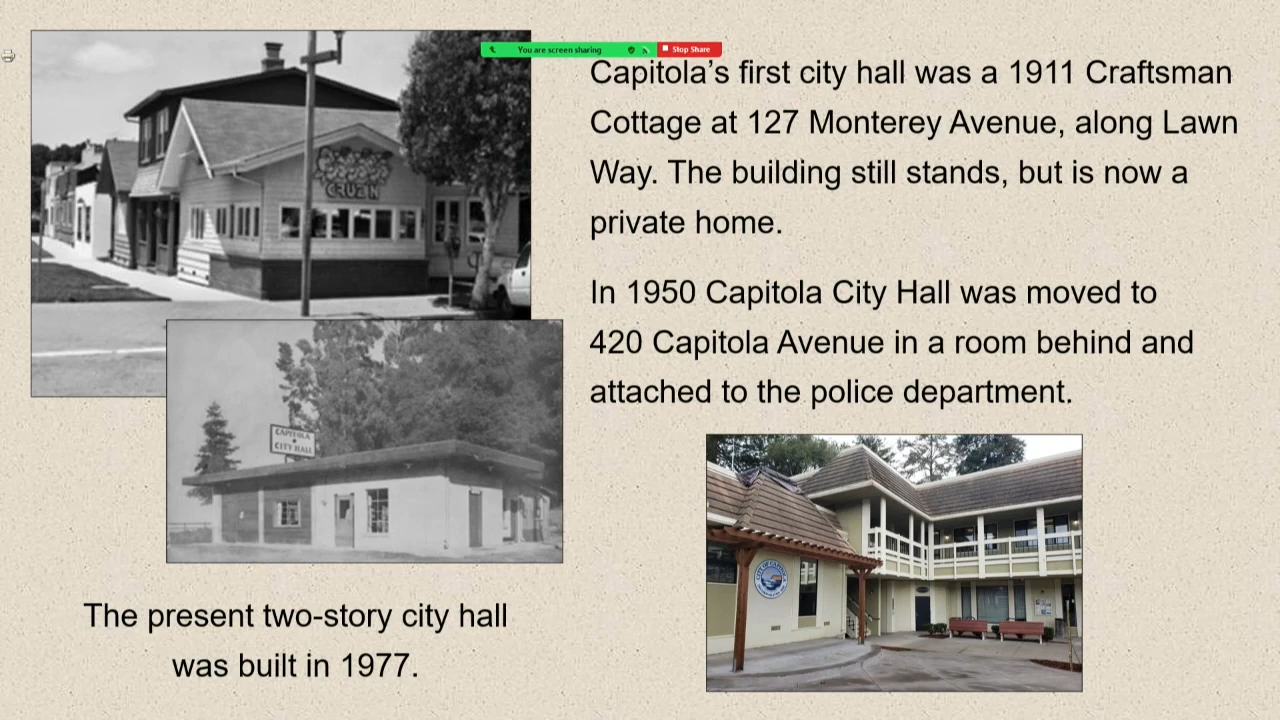 You are screen sharing
Stop Share
Capitola’s first city hall was a 1911 Craftsman
Cottage at 127 Monterey Avenue, along Lawn
Way. The building still stands, but is now a
private home.
In 1950 Capitola City Hall was moved to
420 Capitola Avenue in a room behind and
attached to the police department.
CAPITOLA
CITY HALL
The present two-story city hall
was built in 1977.
CITY OF CAPITOLA